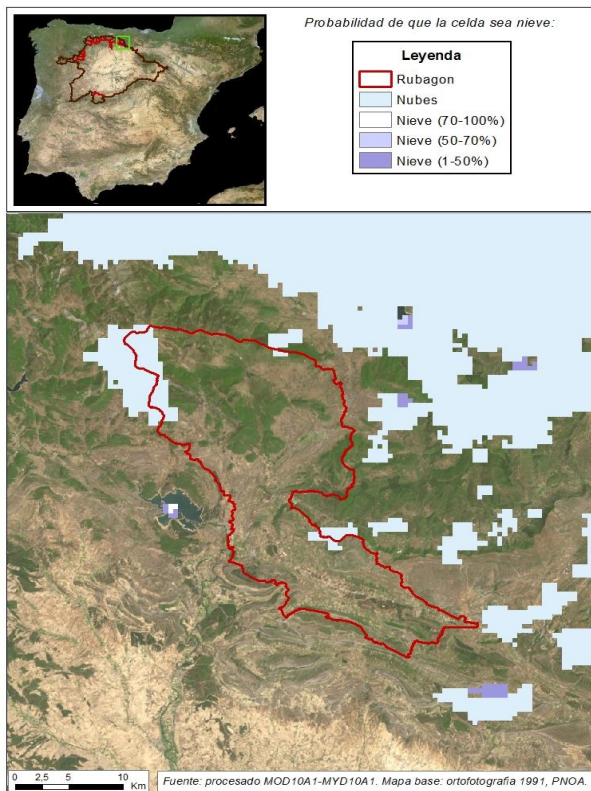 Probabilidad de que la celda sea nieve:
Leyenda
Rubagon
Nubes
Nieve (70-100%)
Nieve (50-70%)
Nieve (1-50%)
0 2,5 5 10
Km
Fuente: procesado MOD10A1-MYD10A1. Mapa base: ortofotografia 1991, PNOA.